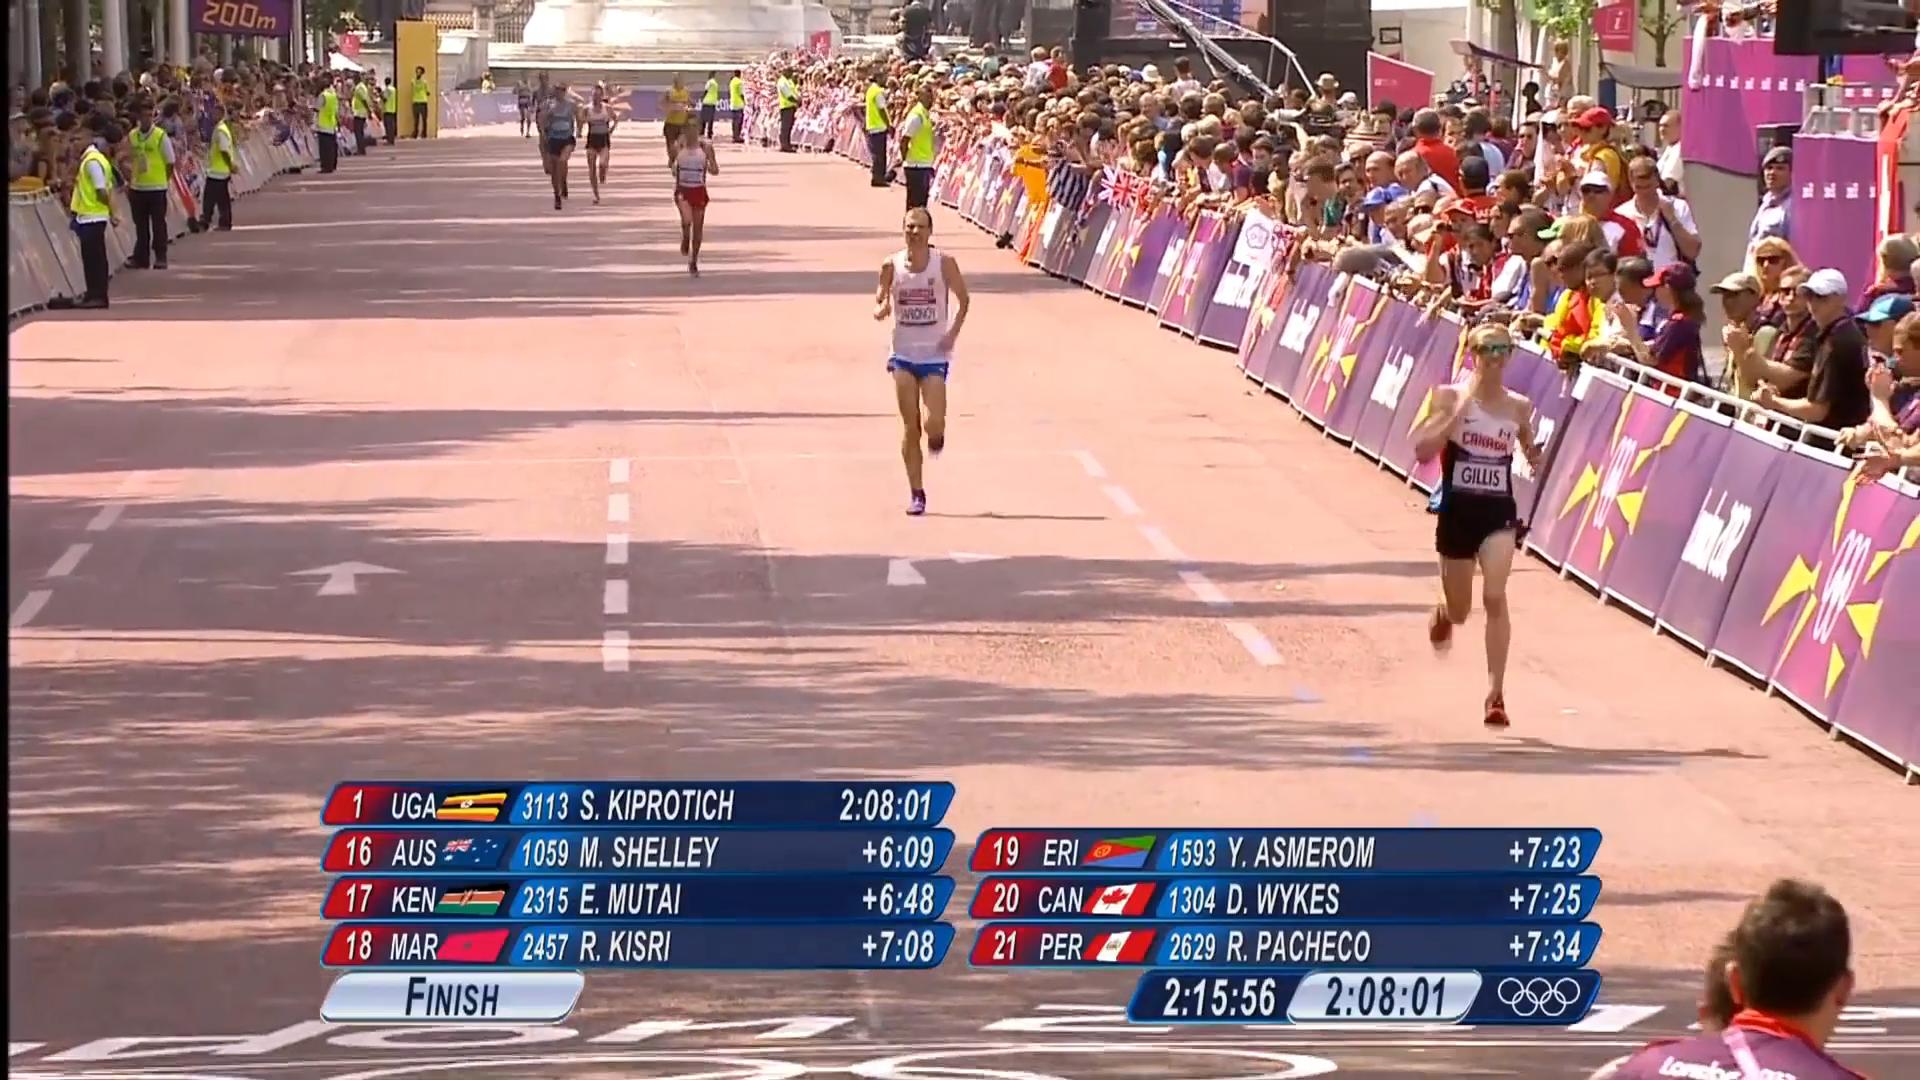 200m
CANADA
GILLIS
London 2012
1 UGA 3113 S. KIPROTICH 2:08:01
16 AUS 1059 M. SHELLEY +6:09
17 KEN 2315 E. MUTAI +6:48
18 MAR 2457 R. KISRI +7:08
19 ERI 1593 Y. ASMEROM +7:23
20 CAN 1304 D. WYKES +7:25
21 PER 2629 R. PACHECO +7:34
FINISH
2:15:56 2:08:01